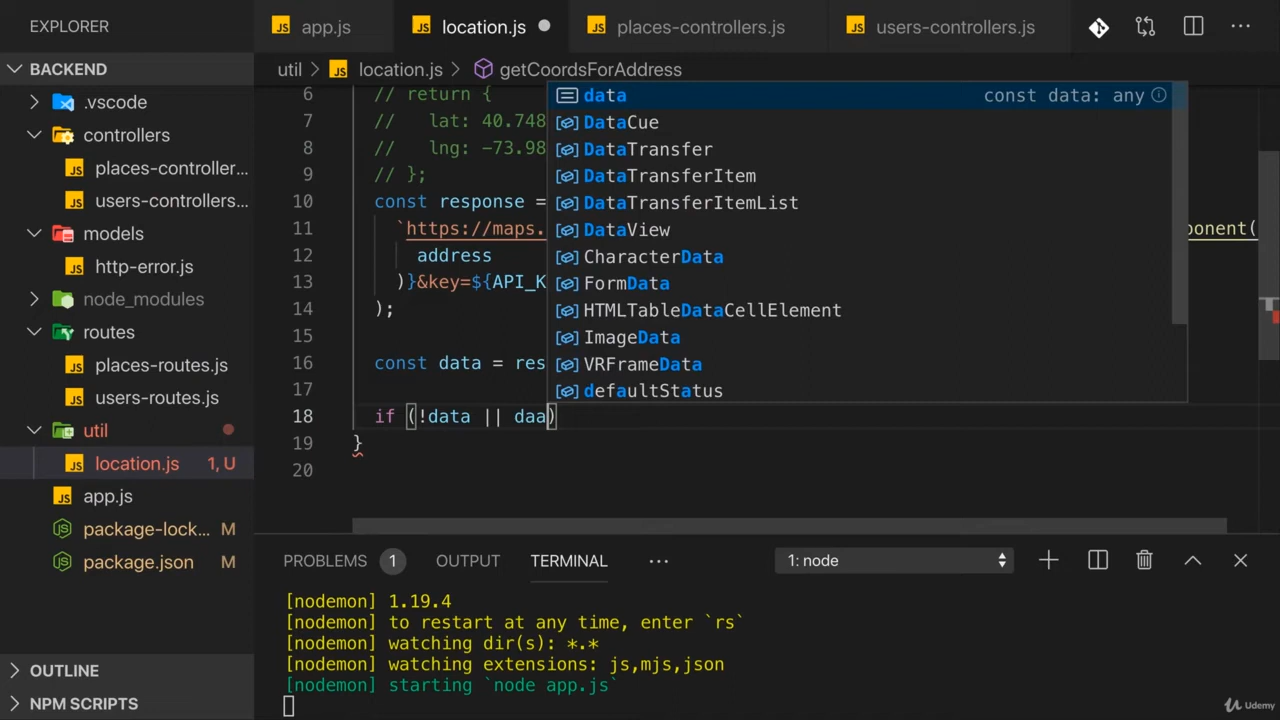 EXPLORER
app.js
location.js
places-controllers.js
users-controllers.js
BACKEND
util > location.js > getCoordsForAddress
.vscode
controllers
places-controller...
users-controllers...
models
http-error.js
node_modules
routes
places-routes.js
users-routes.js
util
location.js 1, U
app.js
package-lock... M
package.json M
OUTLINE
NPM SCRIPTS
6 // return {
7 // lat: 40.748
8 // lng: -73.98
9 // };
10 const response =
11 `https://maps. ponent(
12 address
13 )}&key=${API_K
14 );
15
16 const data = res
17
18 if (!data || daa)
19 }
20
data const data: any
DataCue
DataTransfer
DataTransferItem
DataTransferItemList
DataView
CharacterData
FormData
HTMLTableDataCellElement
ImageData
VRFrameData
defaultStatus
PROBLEMS 1 OUTPUT TERMINAL ... 1: node
[nodemon] 1.19.4
[nodemon] to restart at any time, enter `rs`
[nodemon] watching dir(s): *.*
[nodemon] watching extensions: js,mjs,json
[nodemon] starting `node app.js`
Udemy